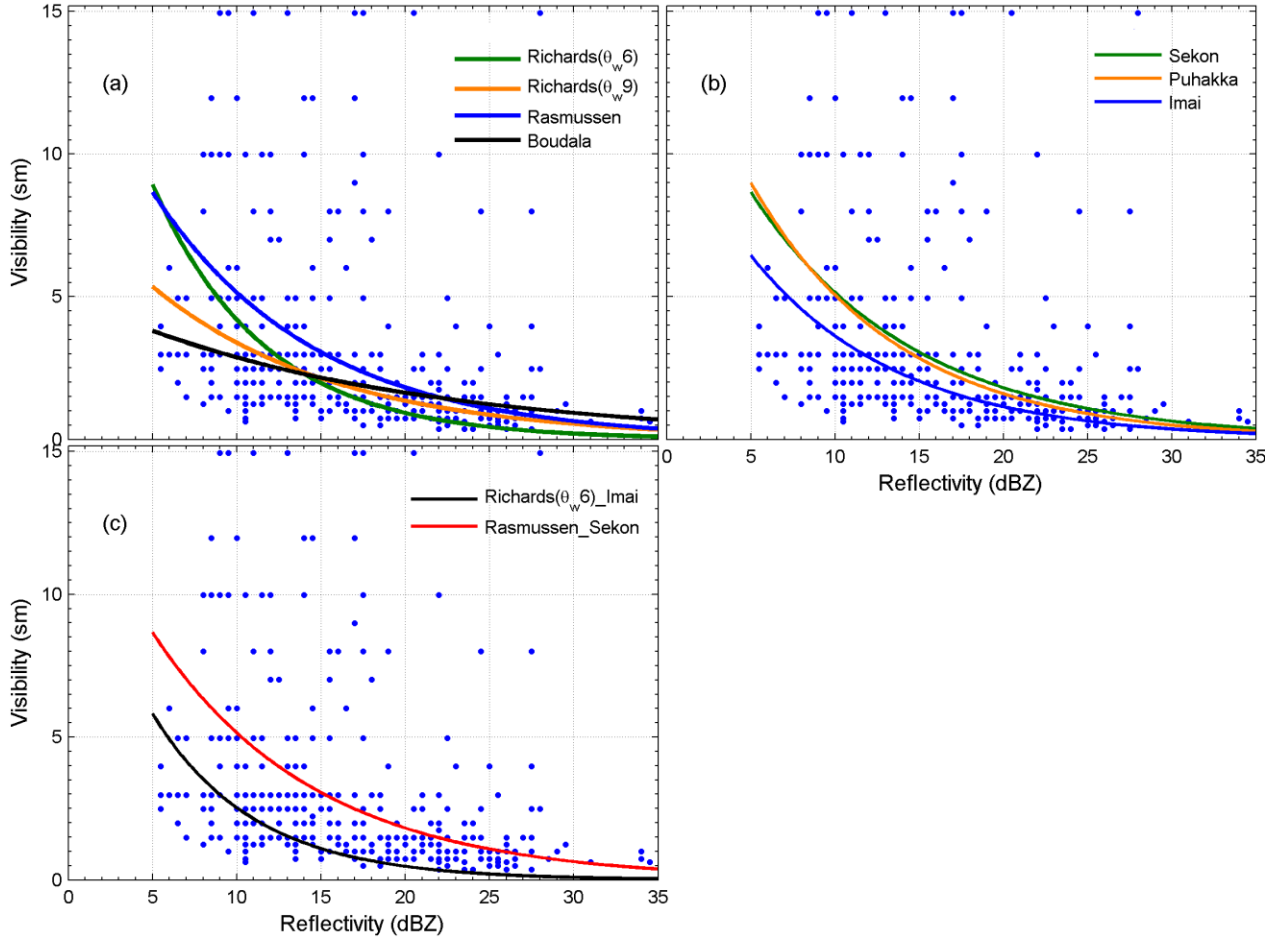 15
10
5
0
Visibility (sm)
(a)
Richards(θw6)
Richards(θw9)
Rasmussen
Boudala
(b)
Sekon
Puhakka
Imai
5
10
15
20
25
30
35
Reflectivity (dBZ)
15
10
5
0
Visibility (sm)
(c)
Richards(θw6)_Imai
Rasmussen_Sekon
0
5
10
15
20
25
30
35
Reflectivity (dBZ)